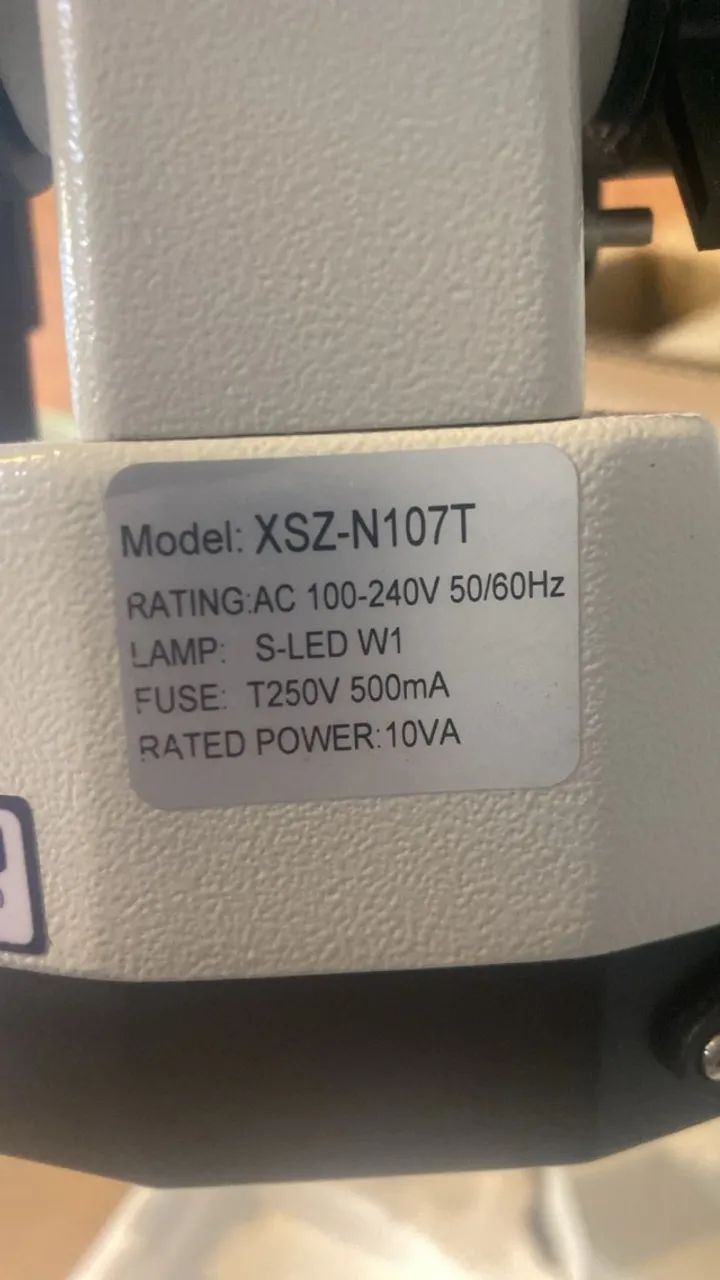 Model: XSZ-N107T
RATING:AC 100-240V 50/60Hz
LAMP: S-LED W1
FUSE: T250V 500mA
RATED POWER:10VA